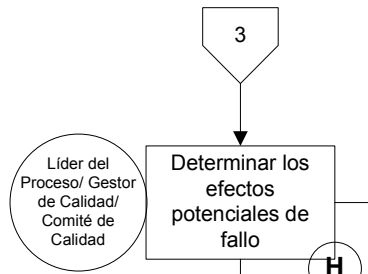 3
Líder del
Proceso/ Gestor
de Calidad/
Comité de
Calidad
Determinar los
efectos
potenciales de
fallo
H